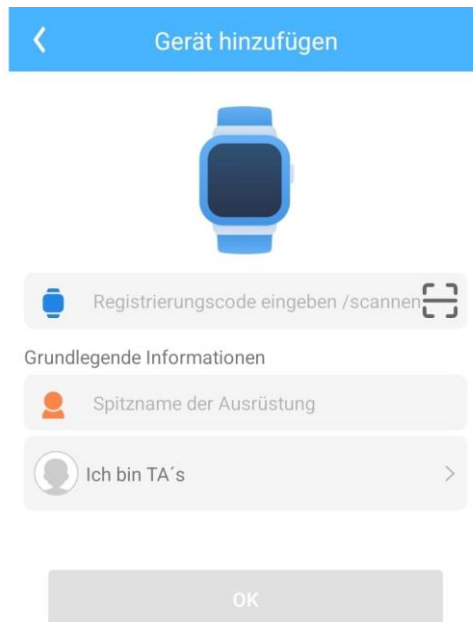 Gerät hinzufügen
Registrierungscode eingeben /scannen
Grundlegende Informationen
Spitzname der Ausrüstung
Ich bin TA´s
OK